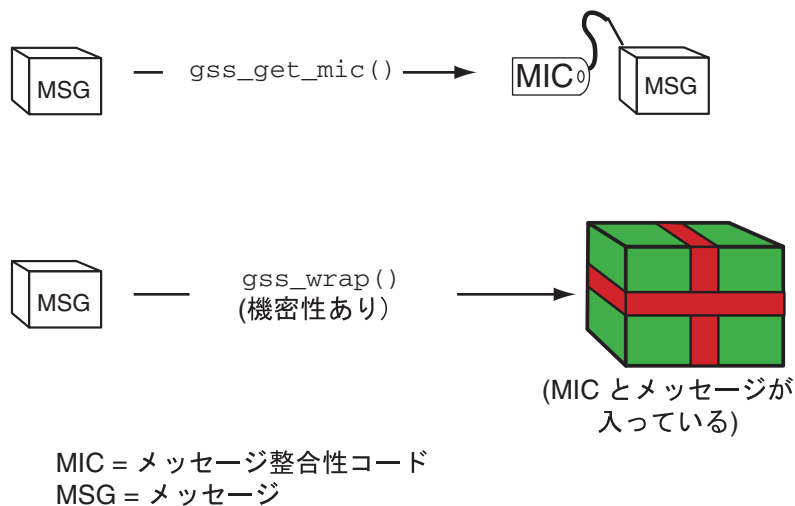 MSG
gss_get_mic()
MIC
MSG
MSG
gss_wrap()
(機密性あり)
(MIC とメッセージが
入っている)
MIC = メッセージ整合性コード
MSG = メッセージ